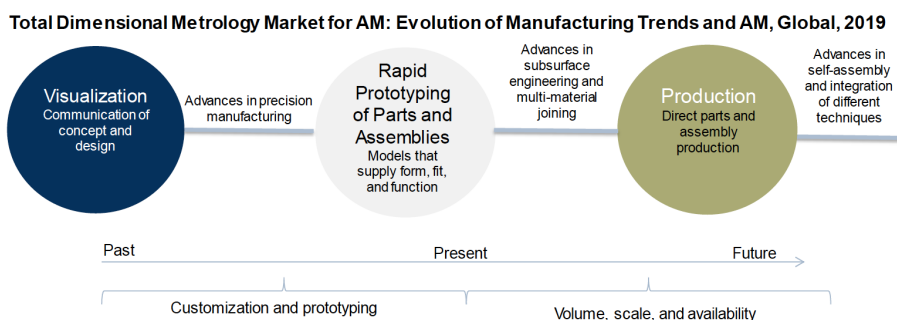 Total Dimensional Metrology Market for AM: Evolution of Manufacturing Trends and AM, Global, 2019
Visualization
Communication of
concept and
design
Advances in precision
manufacturing
Rapid
Prototyping
of Parts and
Assemblies
Models that
supply form, fit,
and function
Advances in
subsurface
engineering and
multi-material
joining
Production
Direct parts and
assembly
production
Advances in
self-assembly
and integration
of different
techniques
Past
Present
Future
Customization and prototyping
Volume, scale, and availability